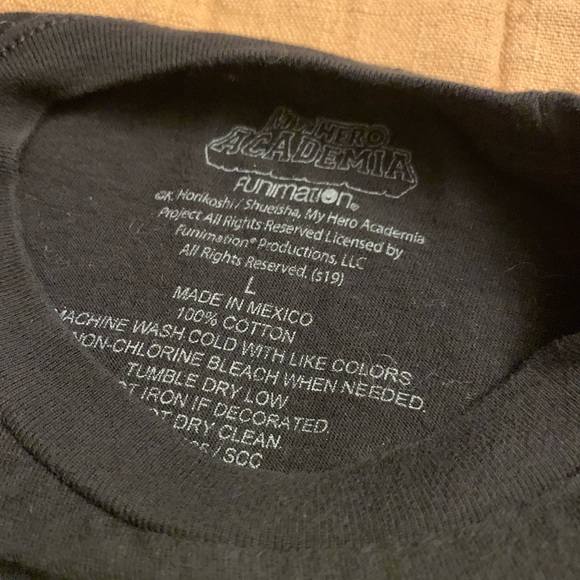 My HERO
ACADEMIA
FUNIMATION®
©K. Horikoshi / Shueisha, My Hero Academia
Project All Rights Reserved Licensed by
Funimation® Productions, LLC
All Rights Reserved. (s19)
L
MADE IN MEXICO
100% COTTON
MACHINE WASH COLD WITH LIKE COLORS
NON-CHLORINE BLEACH WHEN NEEDED.
TUMBLE DRY LOW
IRON IF DECORATED.
DRY CLEAN.
/ SCC